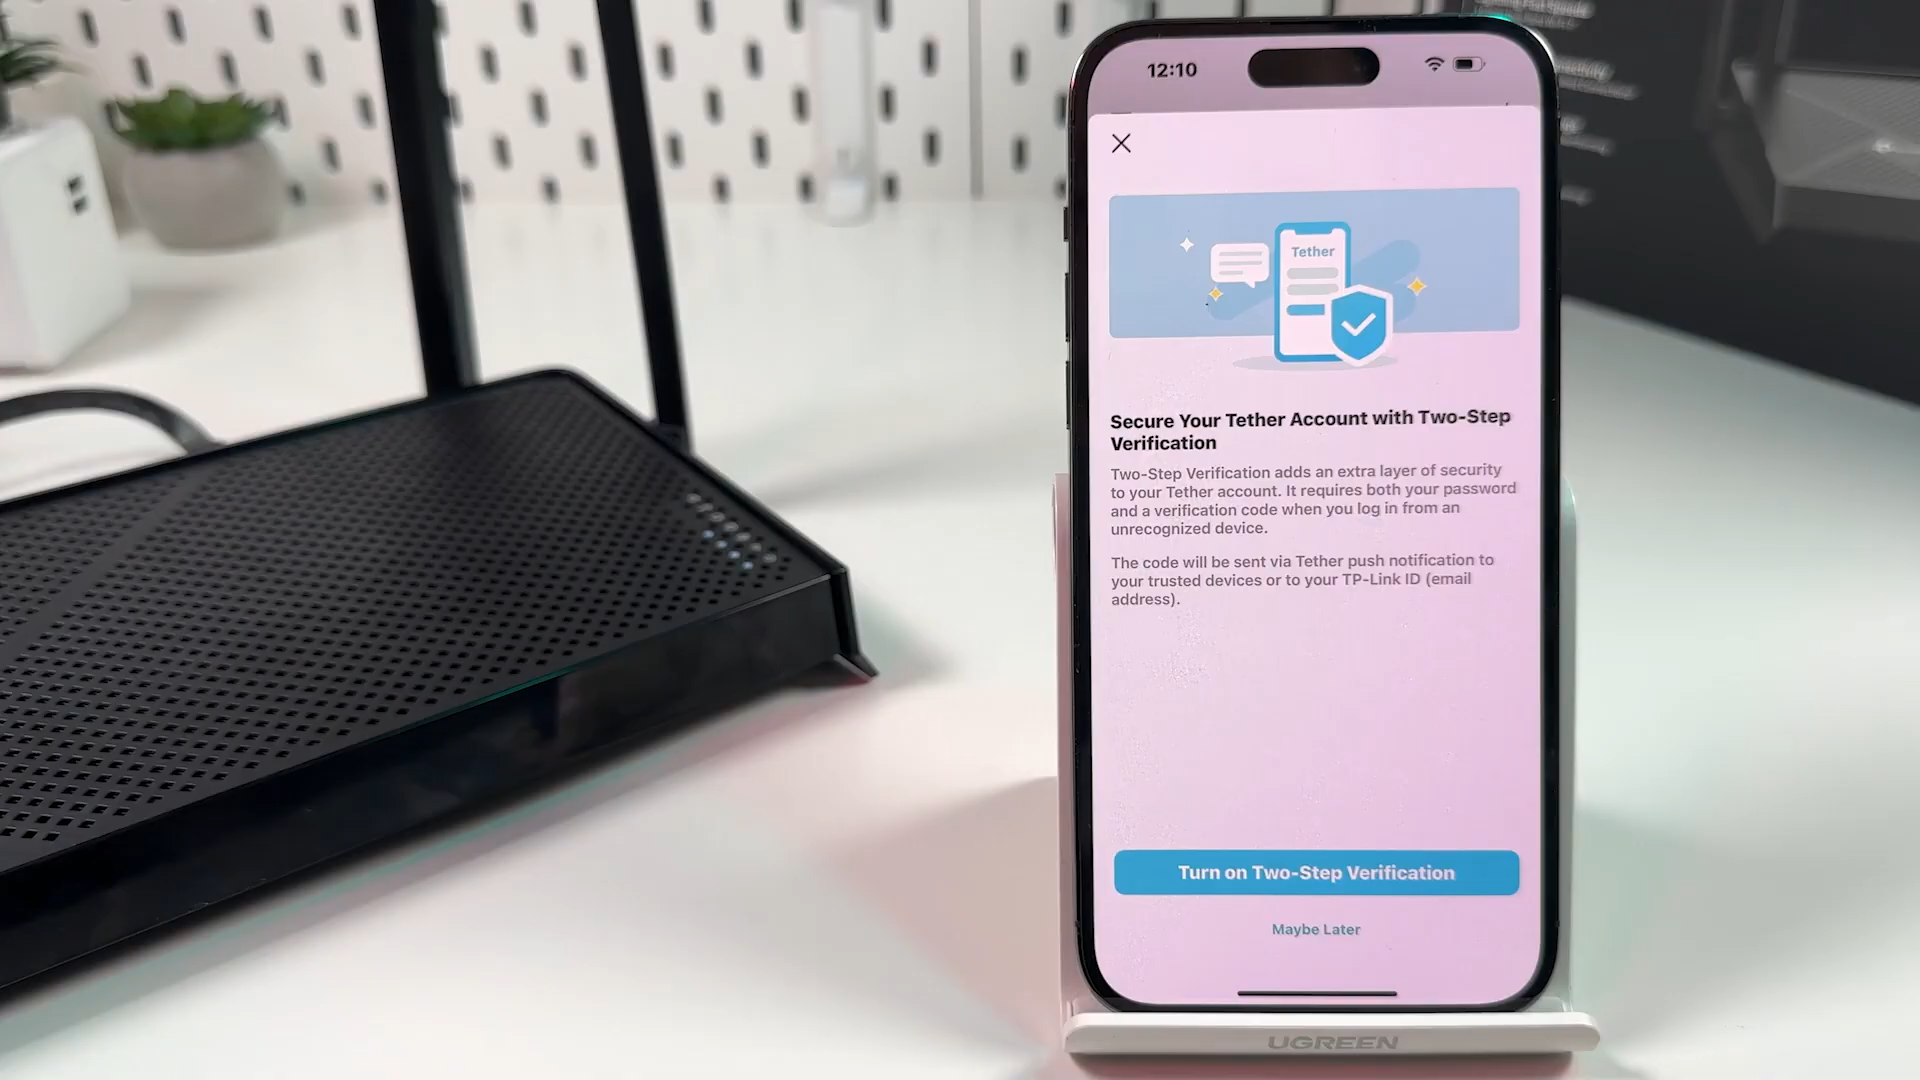 12:10
Tether
Secure Your Tether Account with Two-Step
Verification
Two-Step Verification adds an extra layer of security
to your Tether account. It requires both your password
and a verification code when you log in from an
unrecognized device.
The code will be sent via Tether push notification to
your trusted devices or to your TP-Link ID (email
address).
Turn on Two-Step Verification
Maybe Later
UGREEN